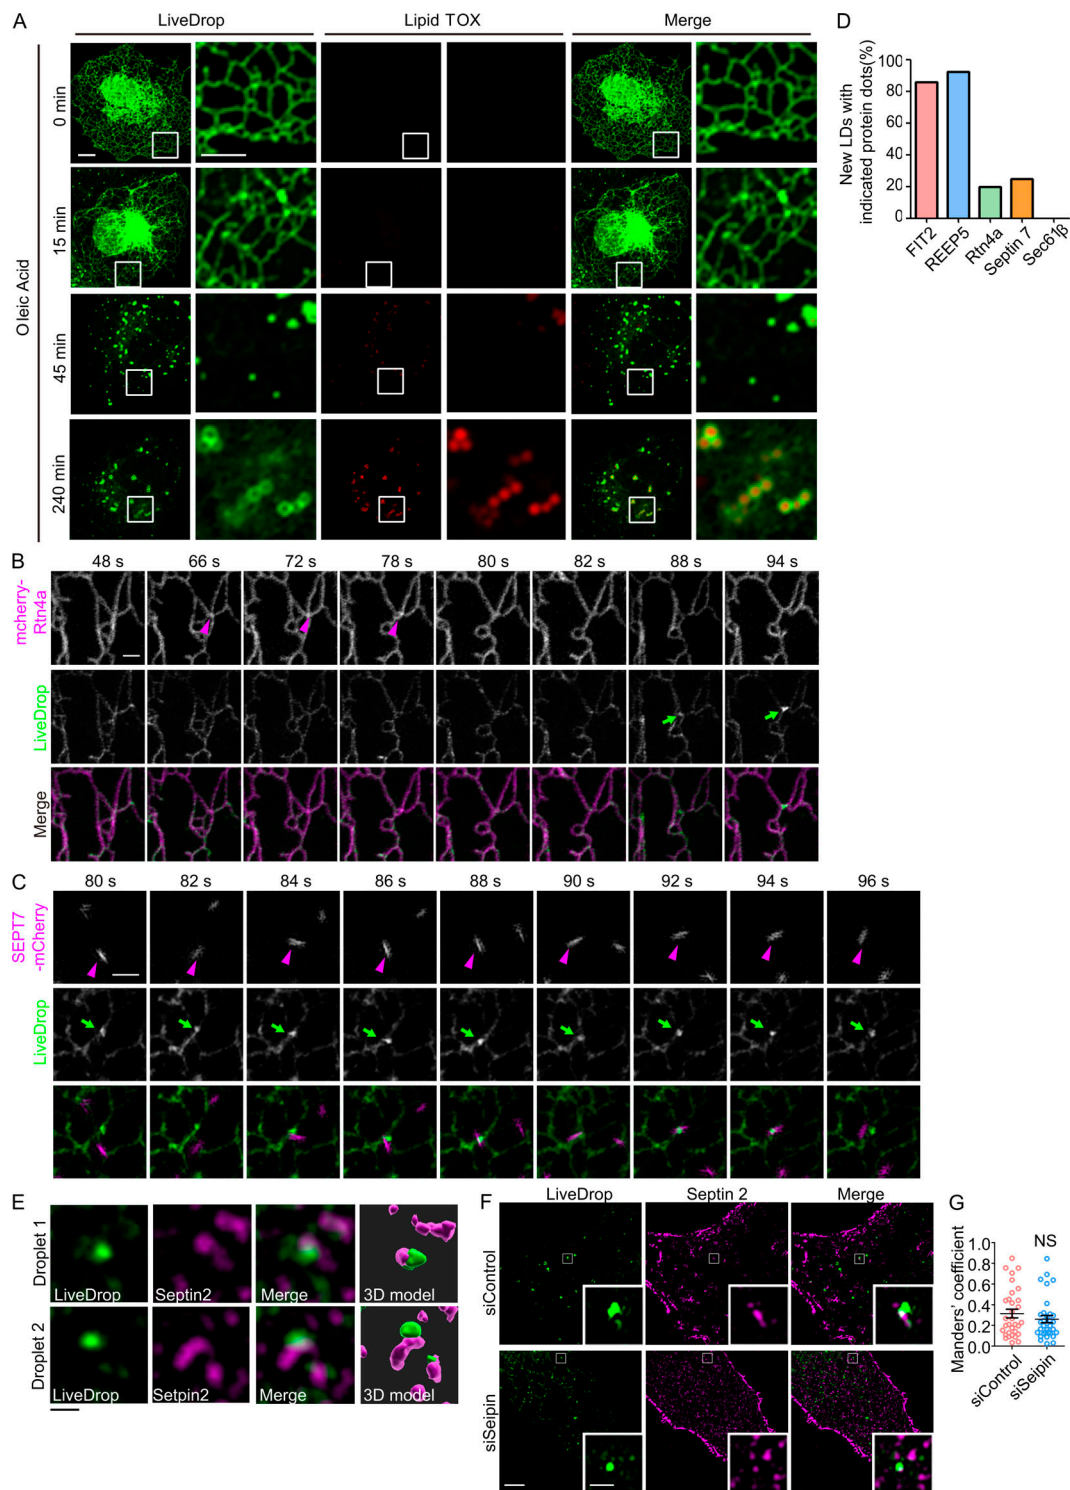 A
LiveDrop
Lipid TOX
Merge
Oleic Acid
0 min
15 min
45 min
240 min
D
New LDs with
indicated protein dots(%)
100
80
60
40
20
0
FIT2
REEP5
Rtn4a
Septin 7
Sec61β
B
48 s
66 s
72 s
78 s
80 s
82 s
88 s
94 s
mcherry-
Rtn4a
LiveDrop
Merge
C
80 s
82 s
84 s
86 s
88 s
90 s
92 s
94 s
96 s
SEPT7
-mCherry
LiveDrop
E
Droplet 1
LiveDrop
Septin2
Merge
3D model
Droplet 2
LiveDrop
Setpin2
Merge
3D model
F
LiveDrop
Septin 2
Merge
siControl
siSeipin
G
NS
Manders' coefficient
1.0
0.8
0.6
0.4
0.2
0.0
siControl
siSeipin